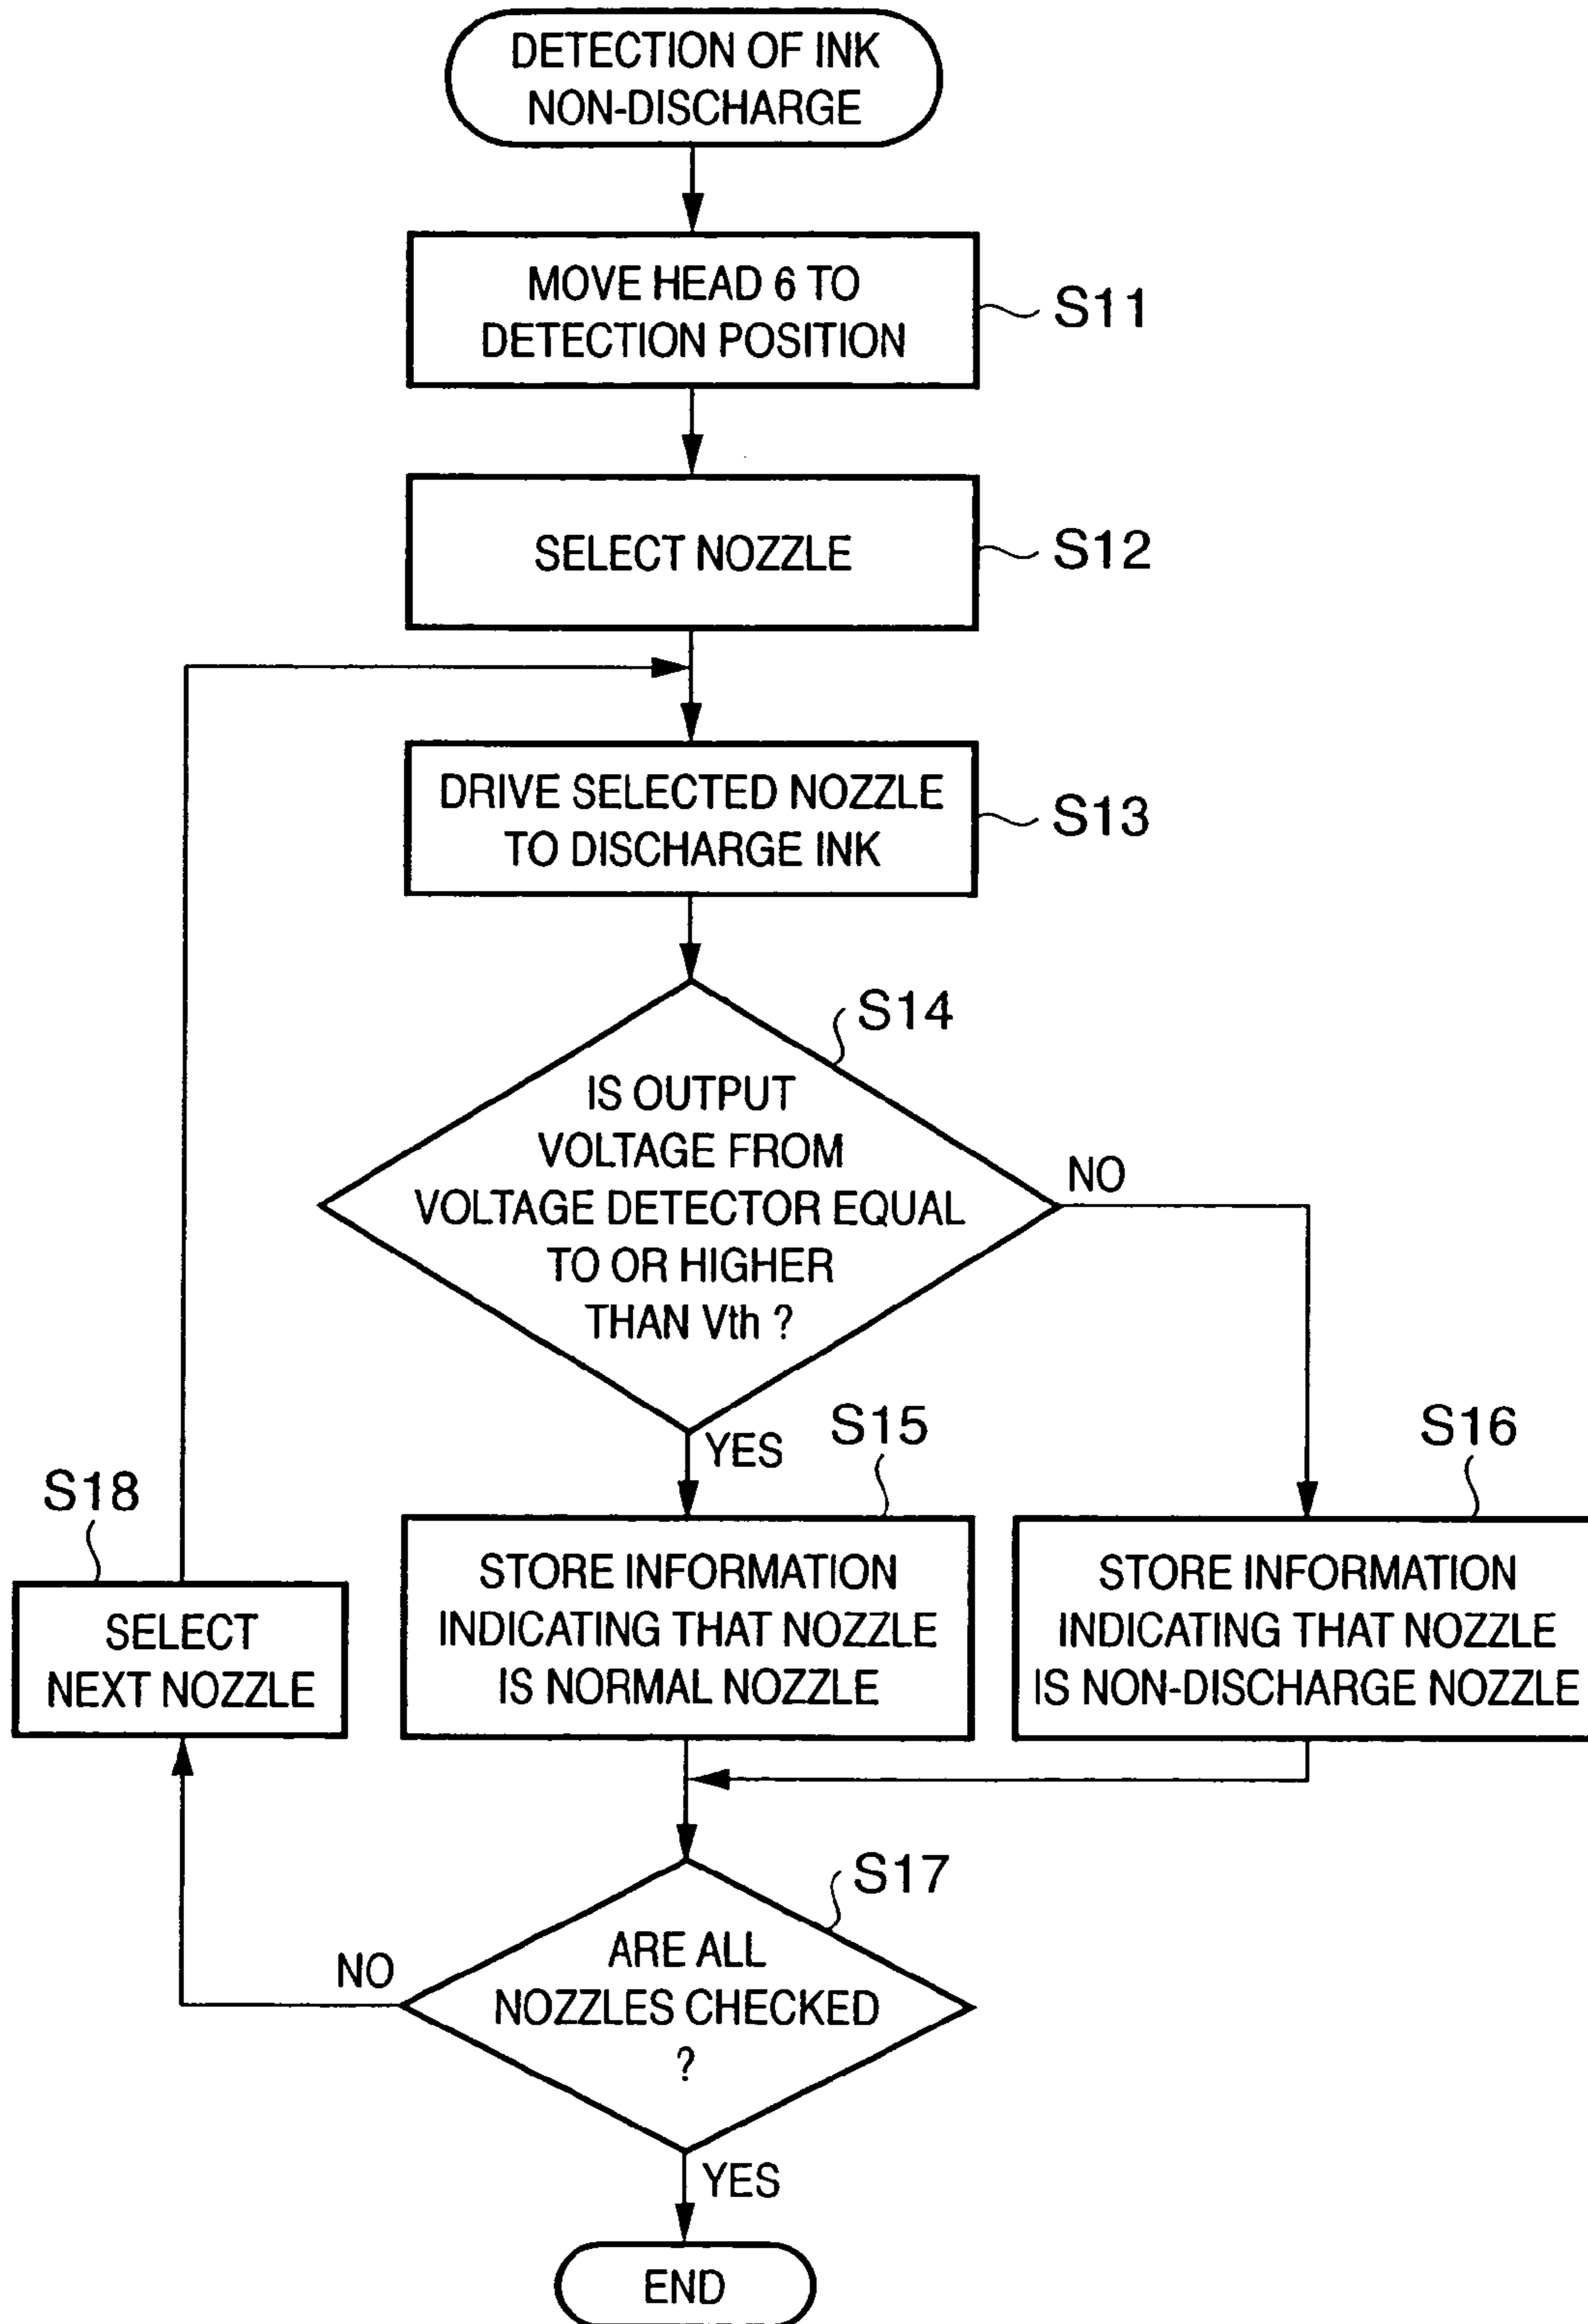 DETECTION OF INK
NON-DISCHARGE
MOVE HEAD 6 TO
DETECTION POSITION
S11
SELECT NOZZLE
S12
DRIVE SELECTED NOZZLE
TO DISCHARGE INK
S13
S14
IS OUTPUT
VOLTAGE FROM
VOLTAGE DETECTOR EQUAL
TO OR HIGHER
THAN Vth ?
NO
YES
S15
STORE INFORMATION
INDICATING THAT NOZZLE
IS NORMAL NOZZLE
S16
STORE INFORMATION
INDICATING THAT NOZZLE
IS NON-DISCHARGE NOZZLE
S17
ARE ALL
NOZZLES CHECKED
?
NO
S18
SELECT
NEXT NOZZLE
YES
END